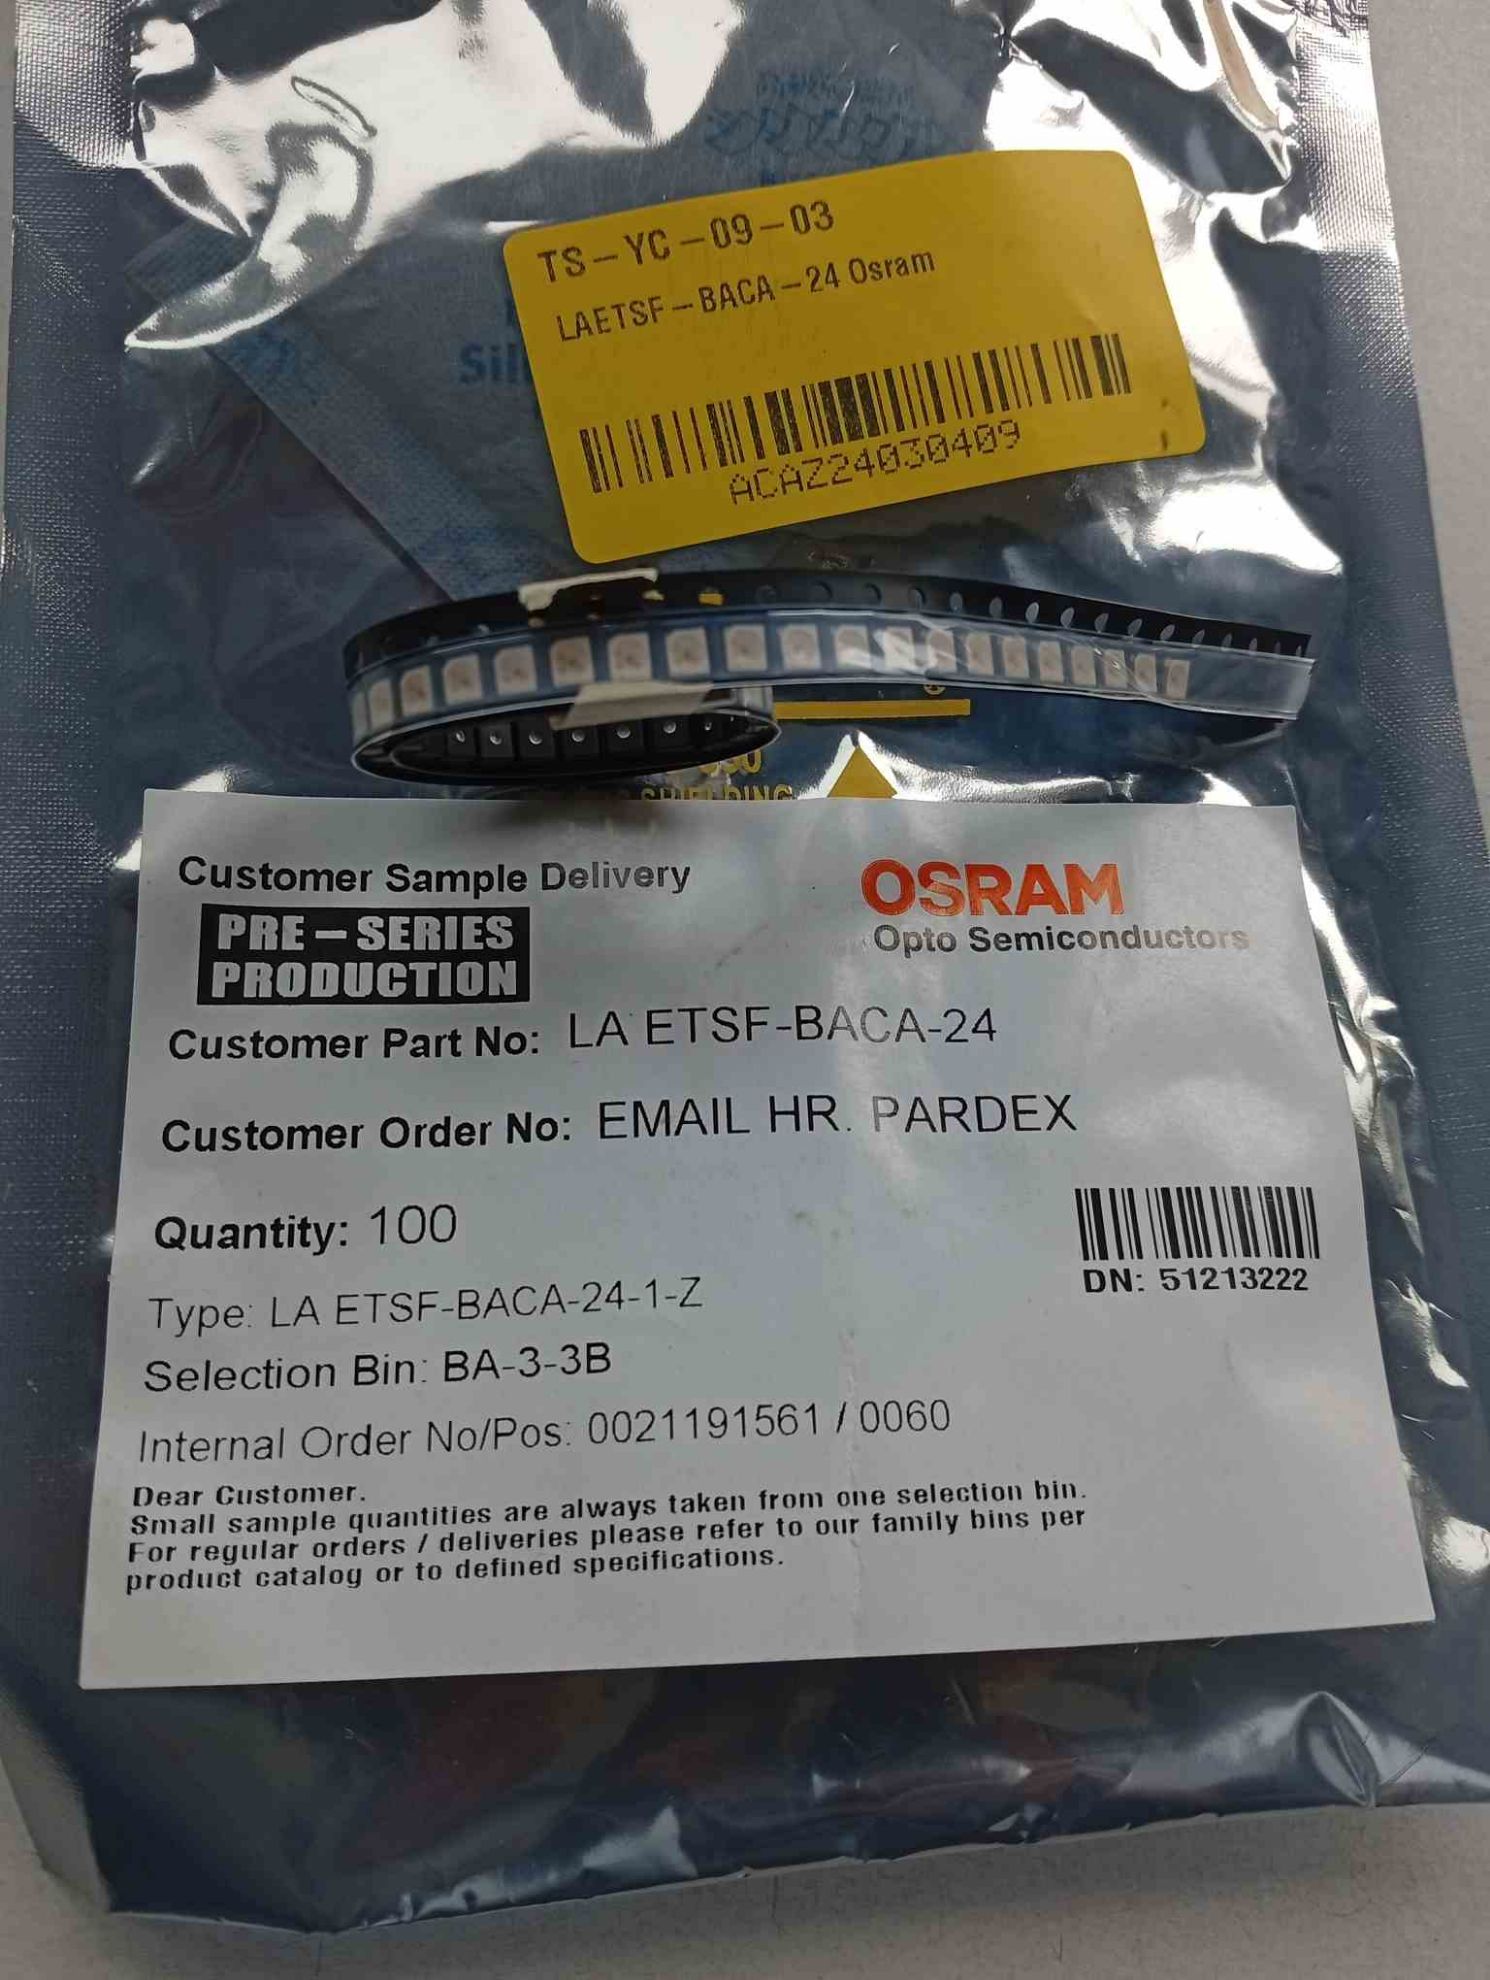 TS-YC-09-03
LAETSF-BACA-24 Osram
ACAZ24030409
SHIELDING
Customer Sample Delivery
PRE-SERIES
PRODUCTION
OSRAM
Opto Semiconductors
Customer Part No: LA ETSF-BACA-24
Customer Order No: EMAIL HR. PARDEX
Quantity: 100
DN: 51213222
Type: LA ETSF-BACA-24-1-Z
Selection Bin: BA-3-3B
Internal Order No/Pos: 0021191561 / 0060
Dear Customer.
Small sample quantities are always taken from one selection bin.
For regular orders / deliveries please refer to our family bins per
product catalog or to defined specifications.